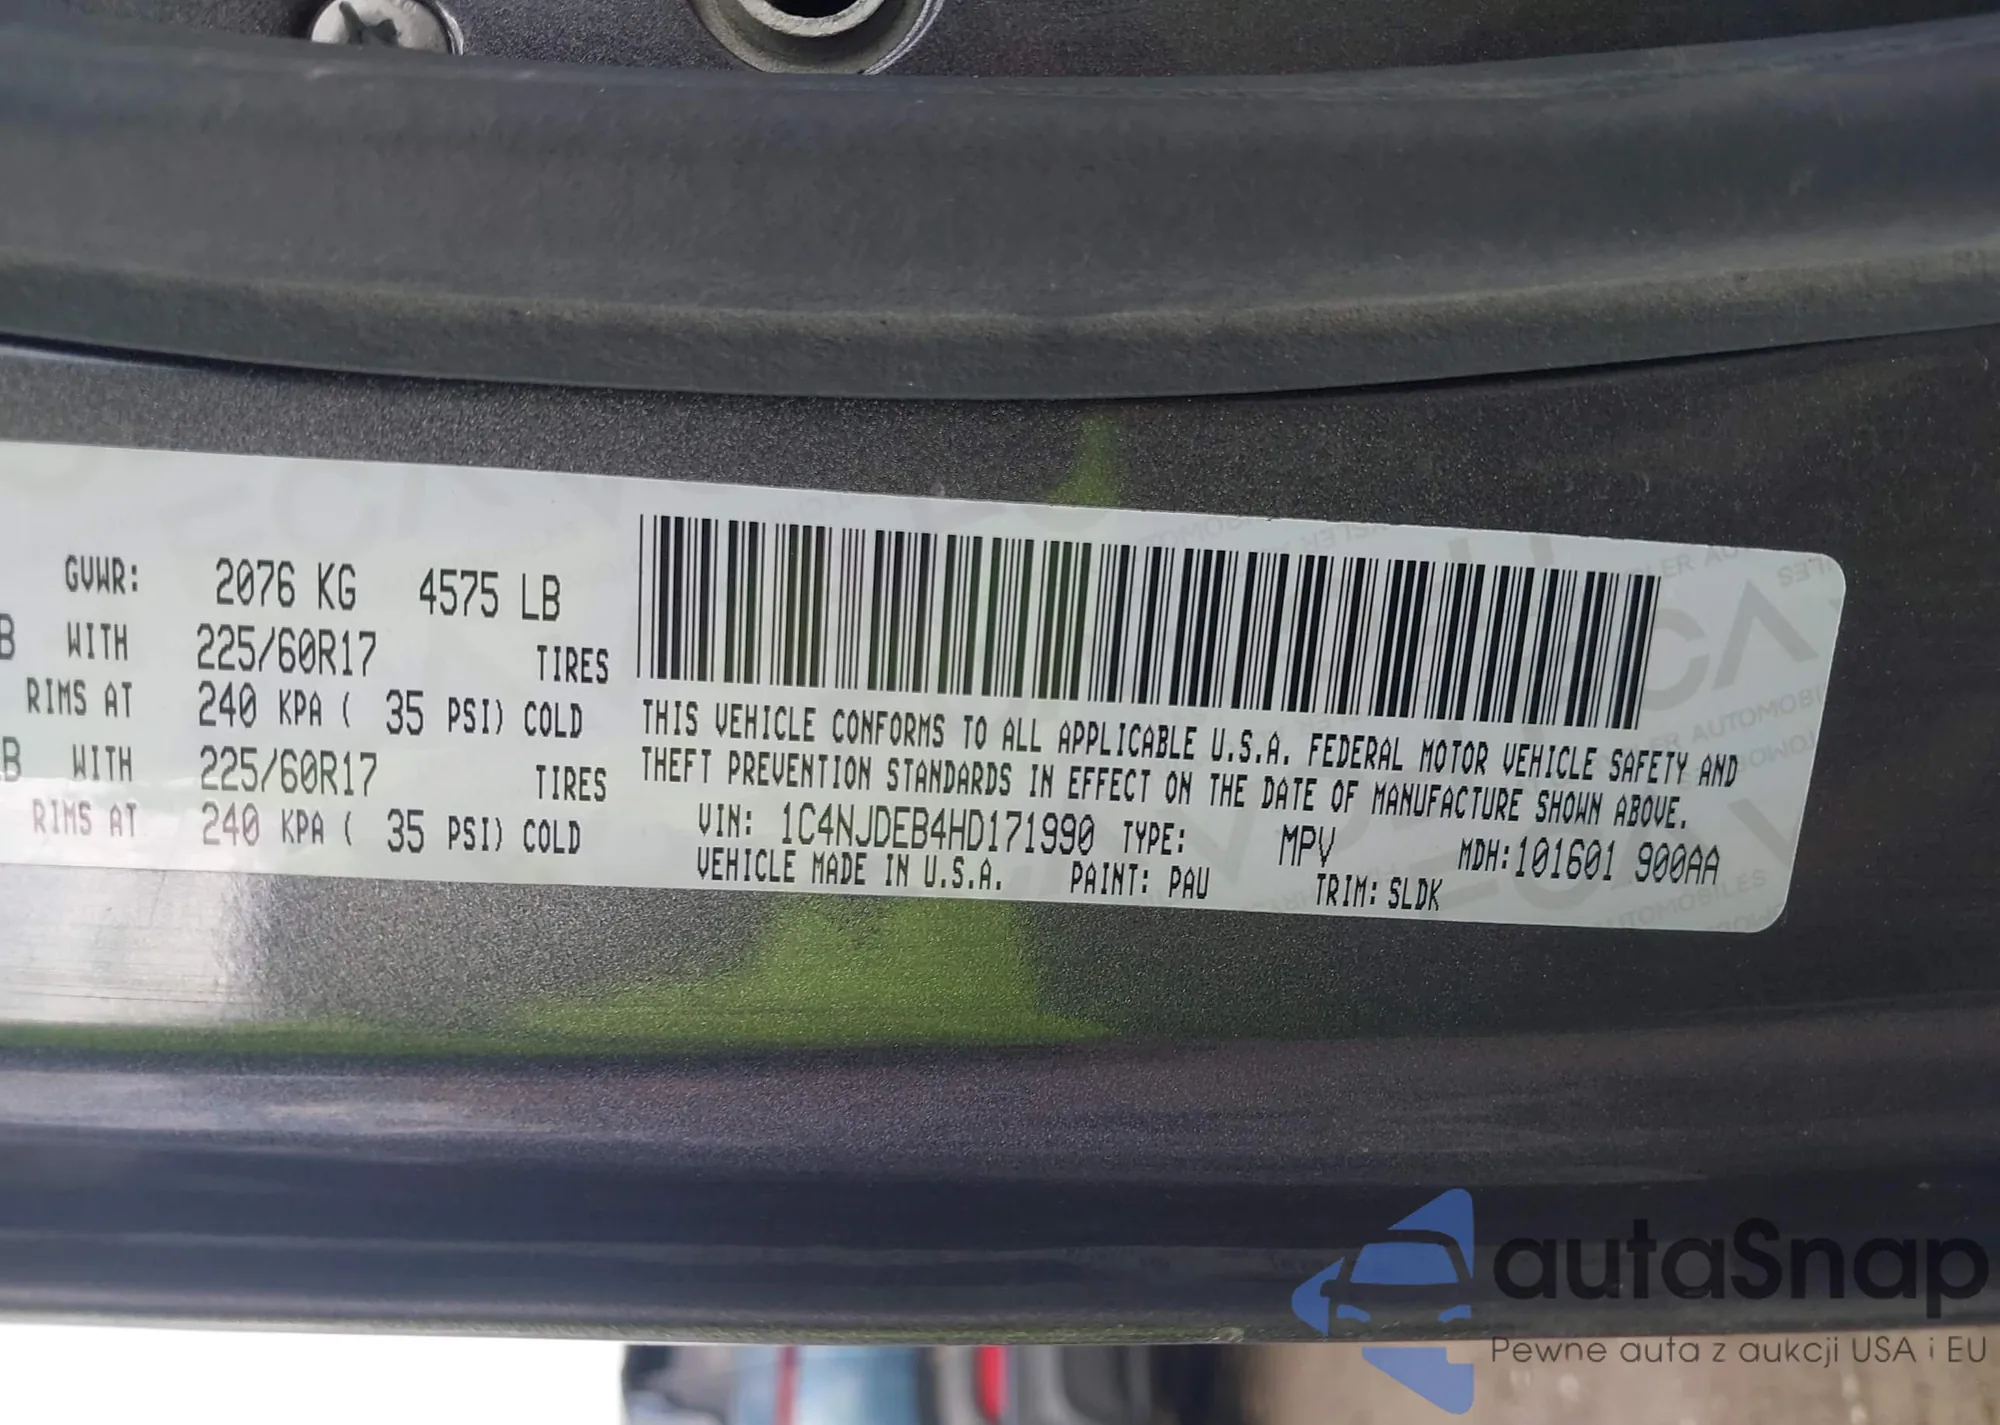 GVWR: 2076 KG 4575 LB
B WITH 225/60R17 TIRES
RIMS AT 240 KPA ( 35 PSI) COLD
B WITH 225/60R17 TIRES
RIMS AT 240 KPA ( 35 PSI) COLD
THIS VEHICLE CONFORMS TO ALL APPLICABLE U.S.A. FEDERAL MOTOR VEHICLE SAFETY AND
THEFT PREVENTION STANDARDS IN EFFECT ON THE DATE OF MANUFACTURE SHOWN ABOVE.
VIN: 1C4NJDEB4HD171990 TYPE: MPV MDH:101601 900AA
VEHICLE MADE IN U.S.A. PAINT: PAU TRIM: SLDK
autaSnap
Pewne auta z aukcji USA i EU